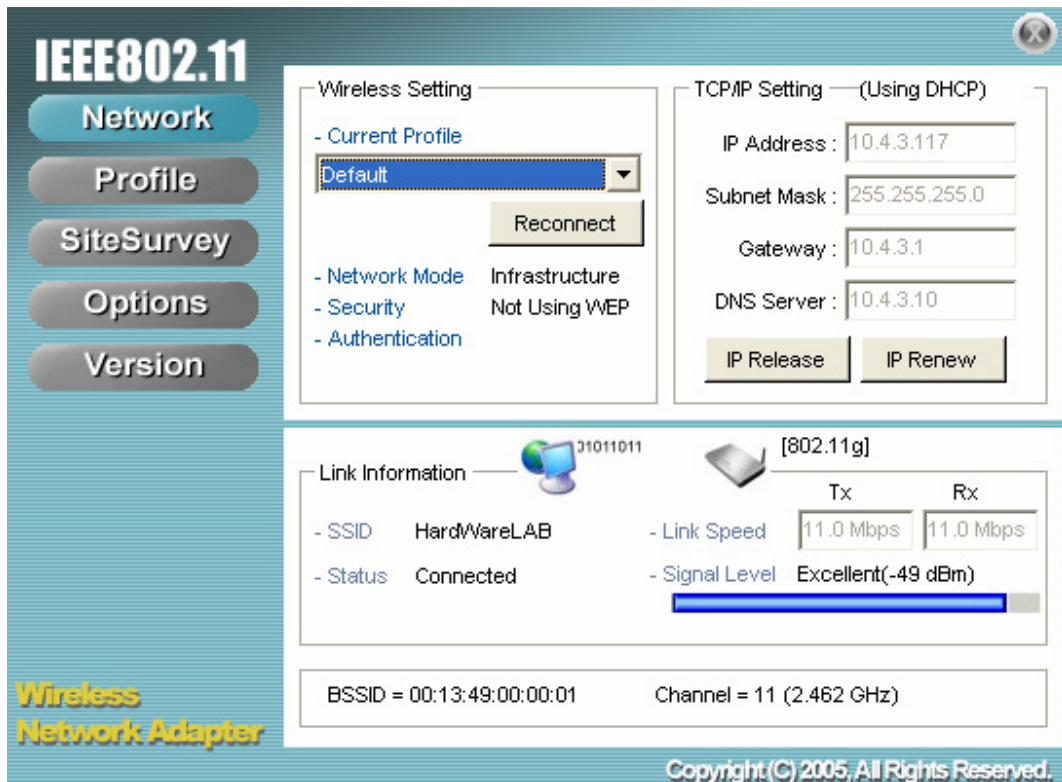 IEEE802.11
Network
Profile
SiteSurvey
Options
Version
Wireless
Network Adapter
Wireless Setting
- Current Profile
Default
Reconnect
- Network Mode Infrastructure
- Security Not Using WEP
- Authentication
TCP/IP Setting (Using DHCP)
IP Address : 10.4.3.117
Subnet Mask : 255.255.255.0
Gateway : 10.4.3.1
DNS Server : 10.4.3.10
IP Release IP Renew
Link Information
01011011
[802.11g]
- SSID HardWareLAB
- Status Connected
Tx Rx
- Link Speed 11.0 Mbps 11.0 Mbps
- Signal Level Excellent(-49 dBm)
BSSID = 00:13:49:00:00:01 Channel = 11 (2.462 GHz)
Copyright (C) 2005, All Rights Reserved.